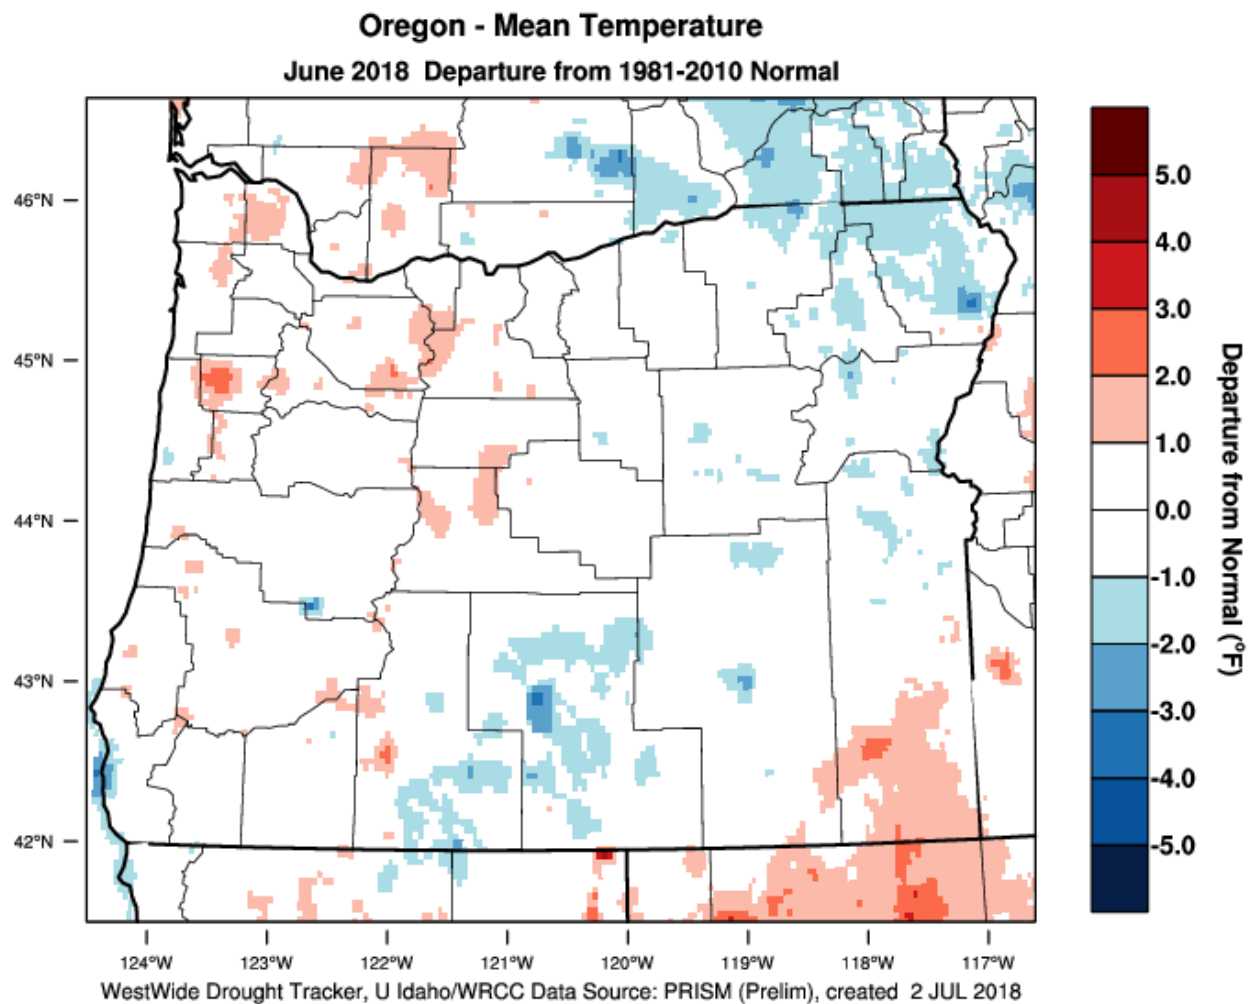 Oregon - Mean Temperature
June 2018 Departure from 1981-2010 Normal
46°N
45°N
44°N
43°N
42°N
124°W
123°W
122°W
121°W
120°W
119°W
118°W
117°W
5.0
4.0
3.0
2.0
1.0
0.0
-1.0
-2.0
-3.0
-4.0
-5.0
Departure from Normal (°F)
WestWide Drought Tracker, U Idaho/WRCC Data Source: PRISM (Prelim), created 2 JUL 2018